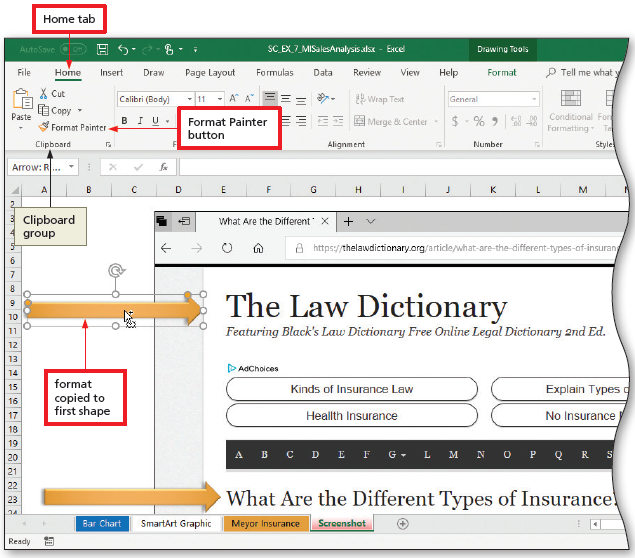 Home tab
AutoSave Off SC_EX_7_MISalesAnalysis.xlsx - Excel Drawing Tools
File Home Insert Draw Page Layout Formulas Data Review View Help Format Tell me what
Cut
Copy
Format Painter
Paste
Clipboard
Calibri (Body) 11 A A
B I U
Format Painter
button
Wrap Text
Merge & Center
Alignment
General
$ % ,
Number
Conditional
Formatting
Styles
Arrow: R... fx
A B C D E F G H I J K L M
Clipboard
group
What Are the Different
https://thelawdictionary.org/article/what-are-the-different-types-of-insuran
The Law Dictionary
Featuring Black's Law Dictionary Free Online Legal Dictionary 2nd Ed.
AdChoices
Kinds of Insurance Law Explain Types
Heallth Insurance No Insurance
format
copied to
first shape
A B C D E F G L M N O P Q R S
What Are the Different Types of Insurance?
2
3
4
5
6
7
8
9
10
11
12
13
14
15
16
17
18
19
20
21
22
23
Bar Chart SmartArt Graphic Meyor Insurance Screenshot
Ready